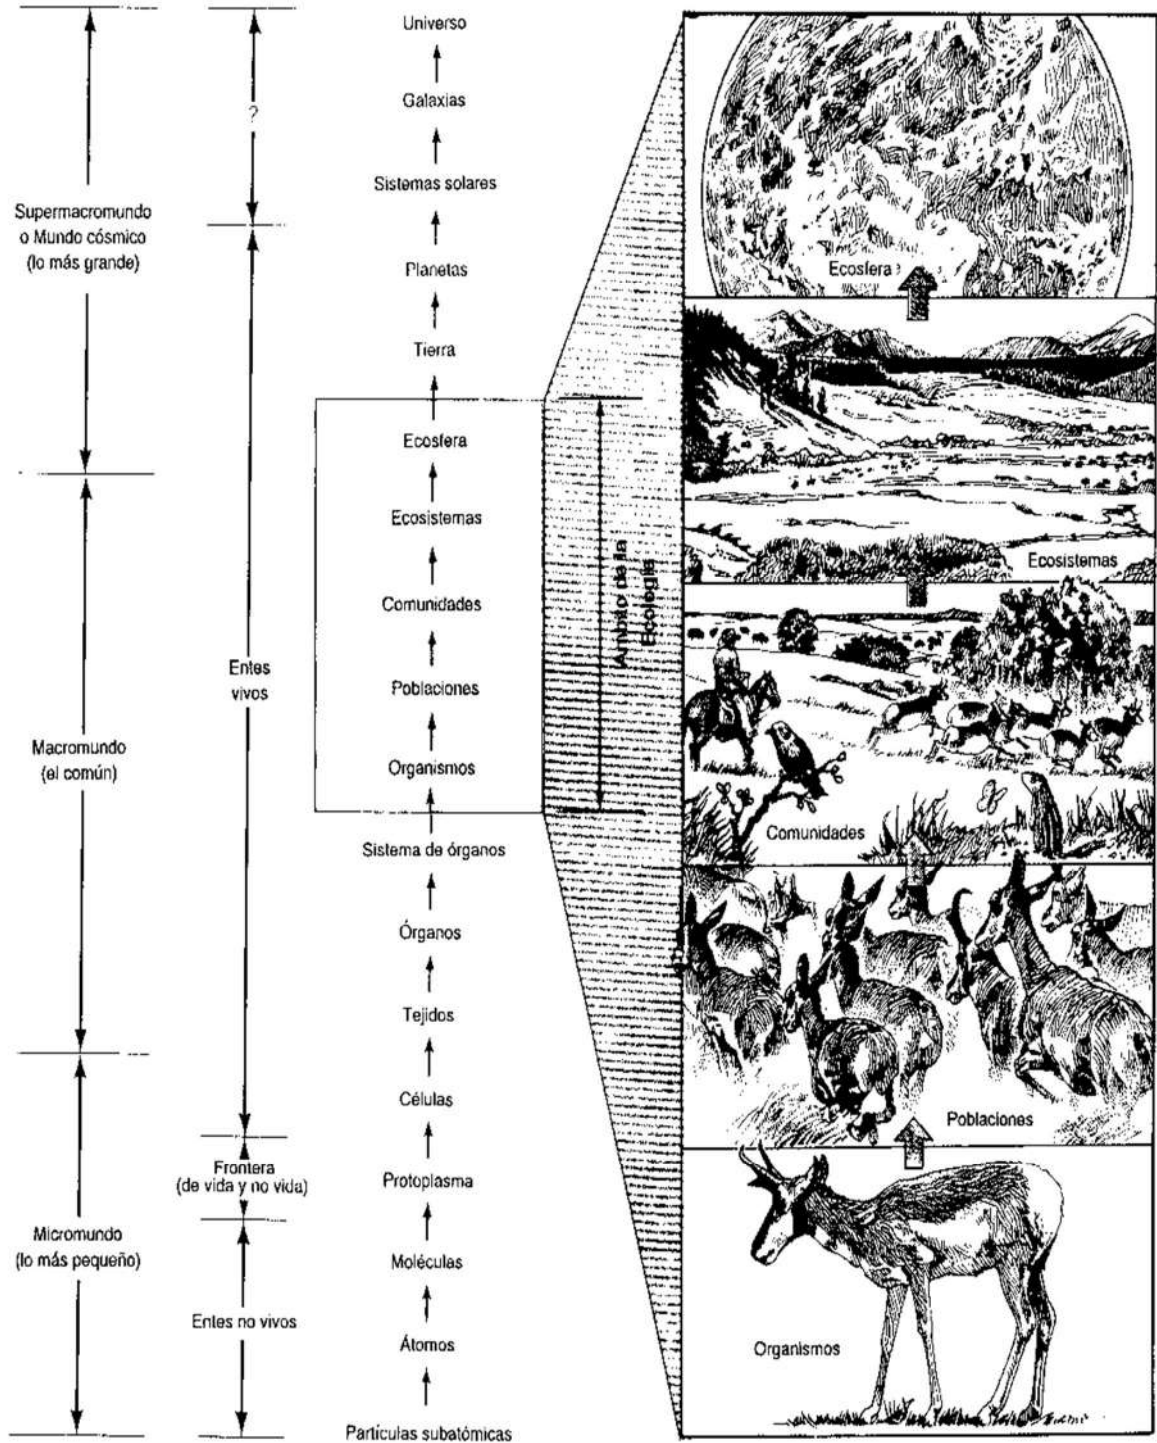 Supermacromundo
o Mundo cósmico
(lo más grande)
Macromundo
(el común)
Micromundo
(lo más pequeño)
?
Entes
vivos
Frontera
(de vida y no vida)
Entes no vivos
Universo
Galaxias
Sistemas solares
Planetas
Tierra
Ecosfera
Ecosistemas
Comunidades
Poblaciones
Organismos
Sistema de órganos
Órganos
Tejidos
Células
Protoplasma
Moléculas
Átomos
Partículas subatómicas
Ámbito de la
Ecología
Ecosfera
Ecosistemas
Comunidades
Poblaciones
Organismos